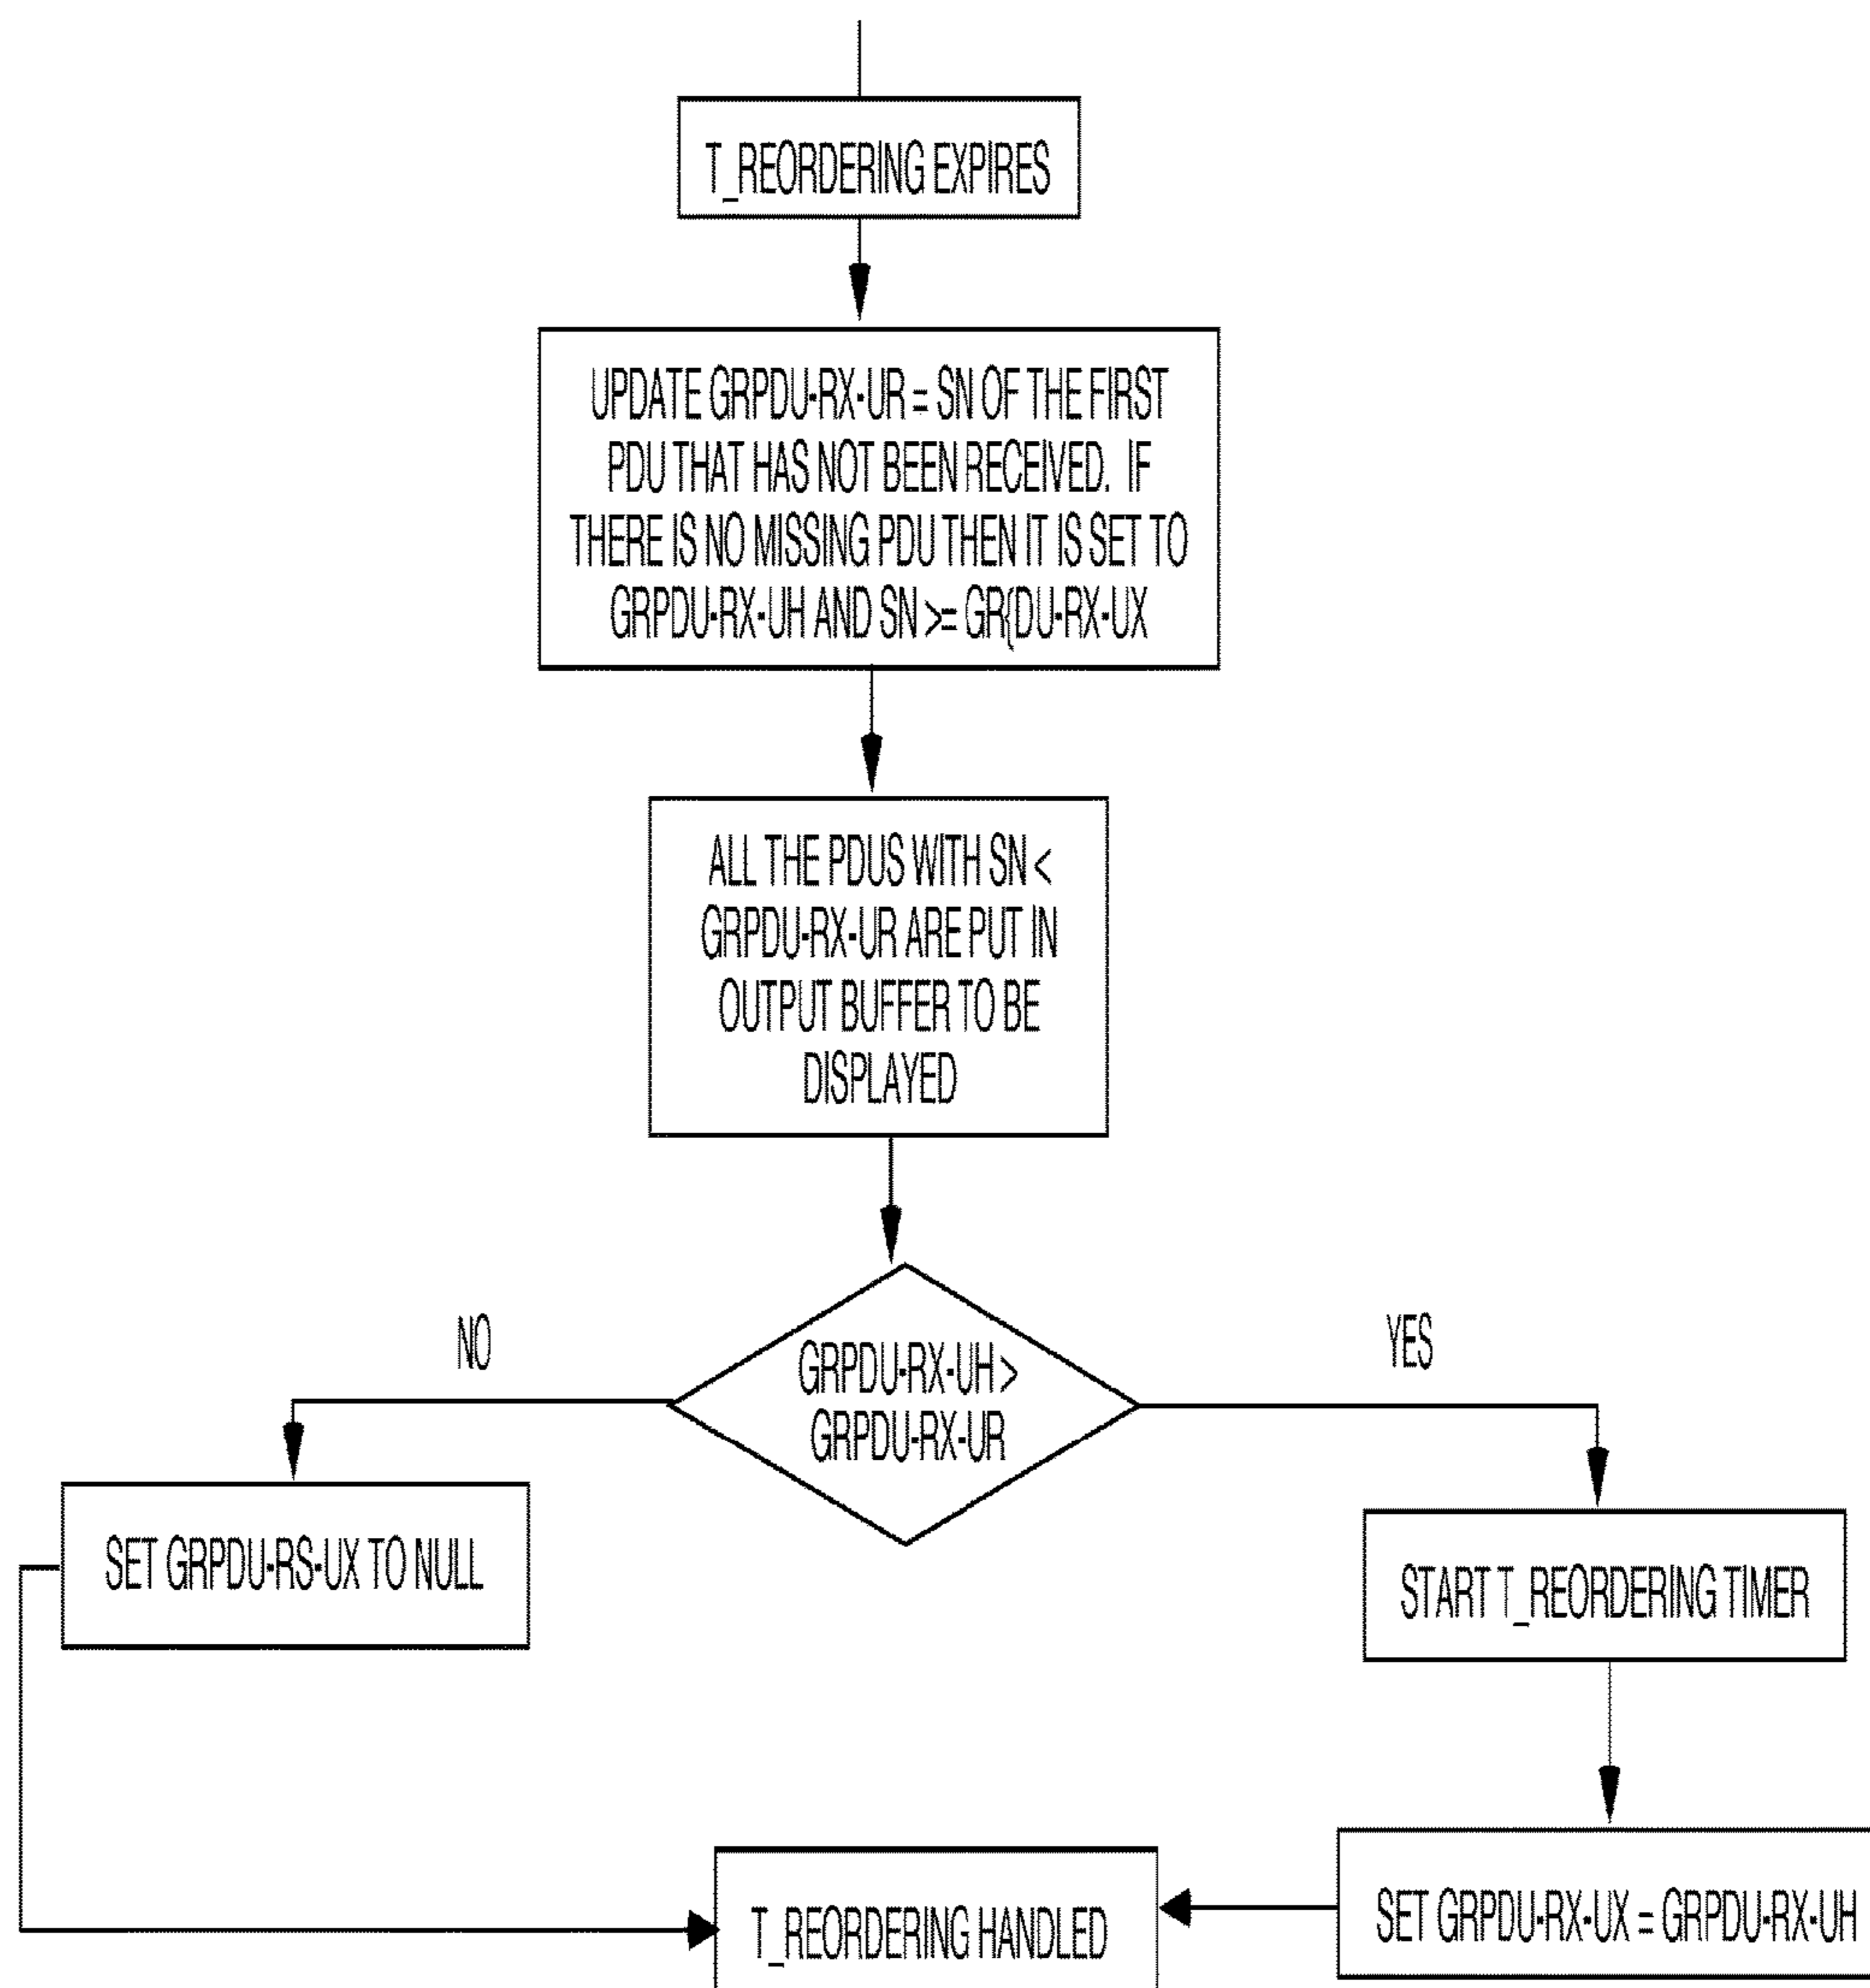 T_REORDERING EXPIRES
UPDATE GRPDU-RX-UR = SN OF THE FIRST
PDU THAT HAS NOT BEEN RECEIVED. IF
THERE IS NO MISSING PDU THEN IT IS SET TO
GRPDU-RX-UH AND SN >= GR{DU-RX-UX
ALL THE PDUS WITH SN <
GRPDU-RX-UR ARE PUT IN
OUTPUT BUFFER TO BE
DISPLAYED
NO
GRPDU-RX-UH >
GRPDU-RX-UR
YES
SET GRPDU-RS-UX TO NULL
START T_REORDERING TIMER
T_REORDERING HANDLED
SET GRPDU-RX-UX = GRPDU-RX-UH